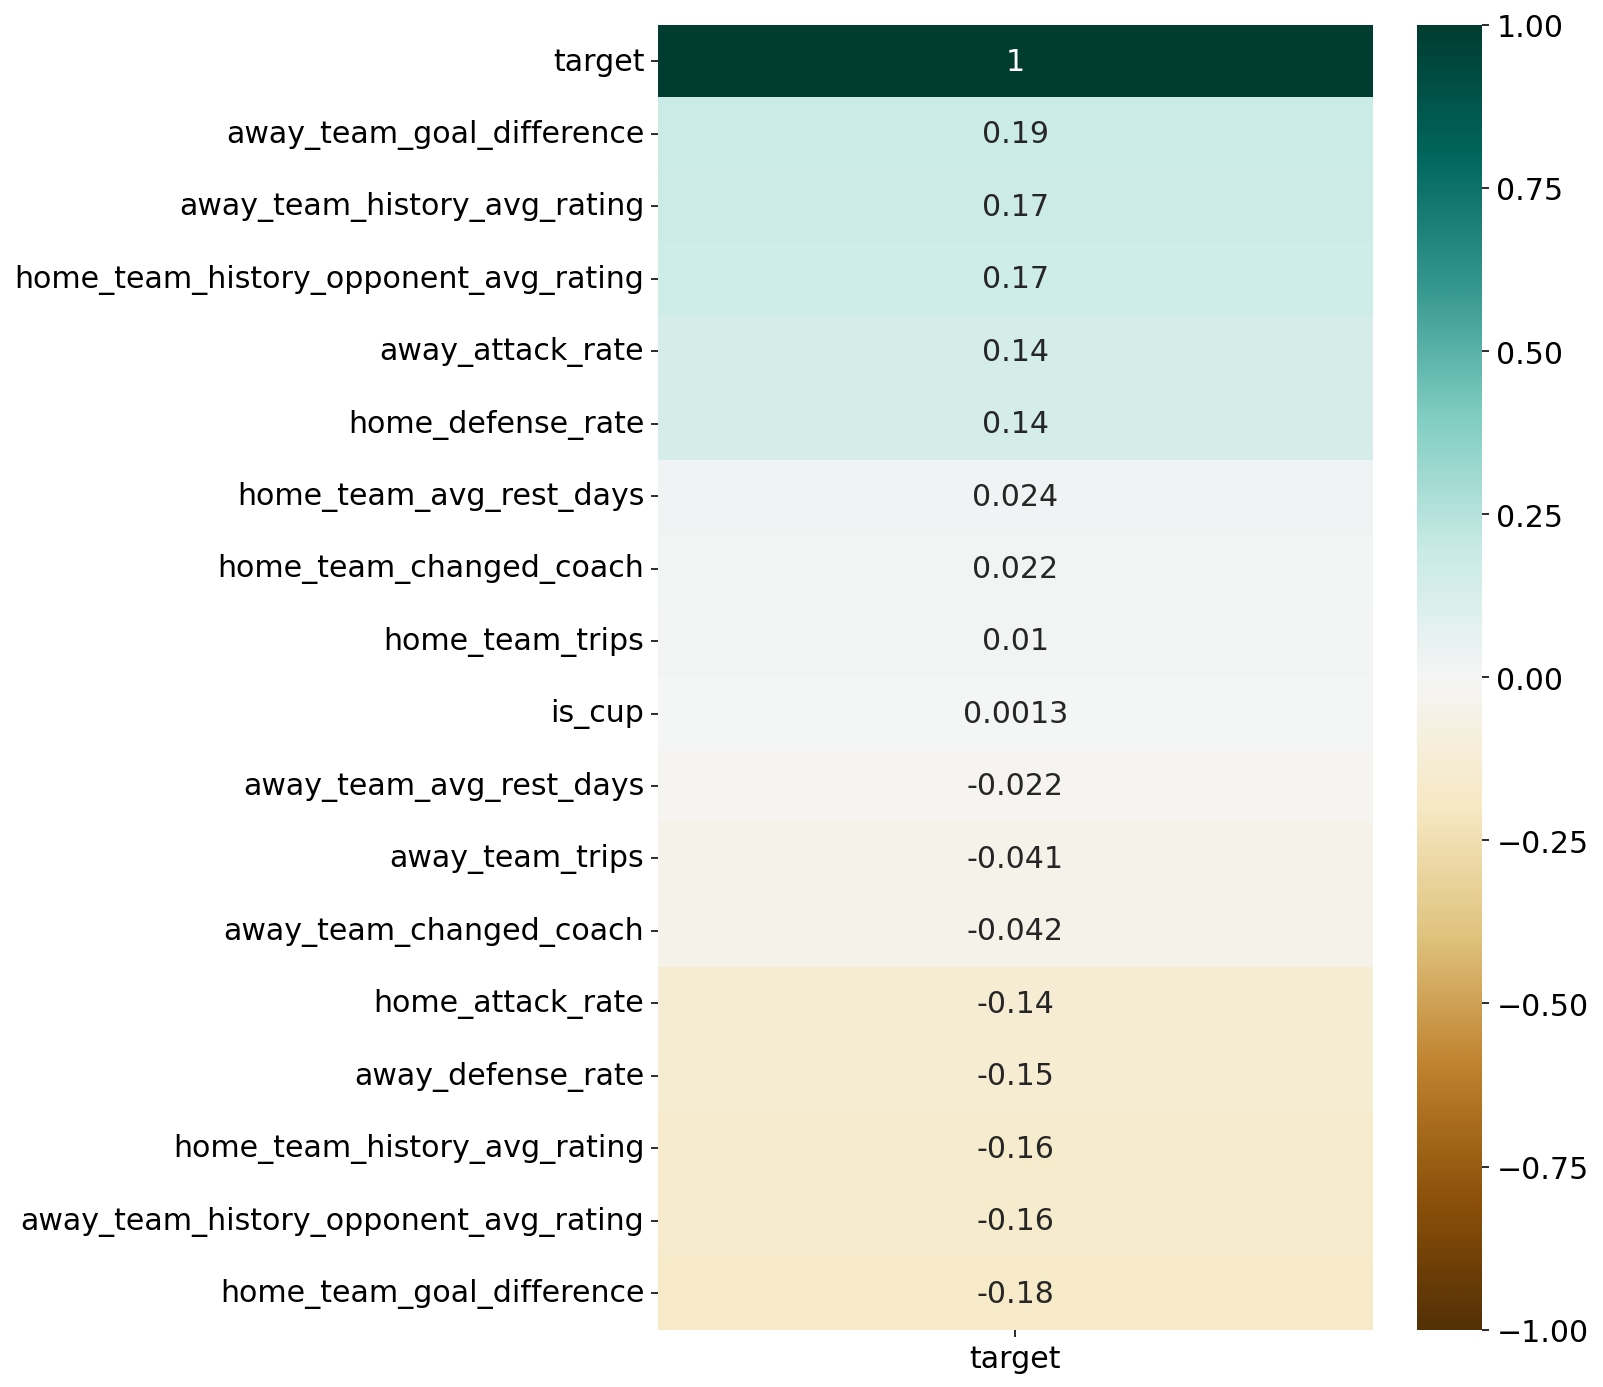 target 1
away_team_goal_difference 0.19
away_team_history_avg_rating 0.17
home_team_history_opponent_avg_rating 0.17
away_attack_rate 0.14
home_defense_rate 0.14
home_team_avg_rest_days 0.024
home_team_changed_coach 0.022
home_team_trips 0.01
is_cup 0.0013
away_team_avg_rest_days -0.022
away_team_trips -0.041
away_team_changed_coach -0.042
home_attack_rate -0.14
away_defense_rate -0.15
home_team_history_avg_rating -0.16
away_team_history_opponent_avg_rating -0.16
home_team_goal_difference -0.18
target
1.00
0.75
0.50
0.25
0.00
−0.25
−0.50
−0.75
−1.00